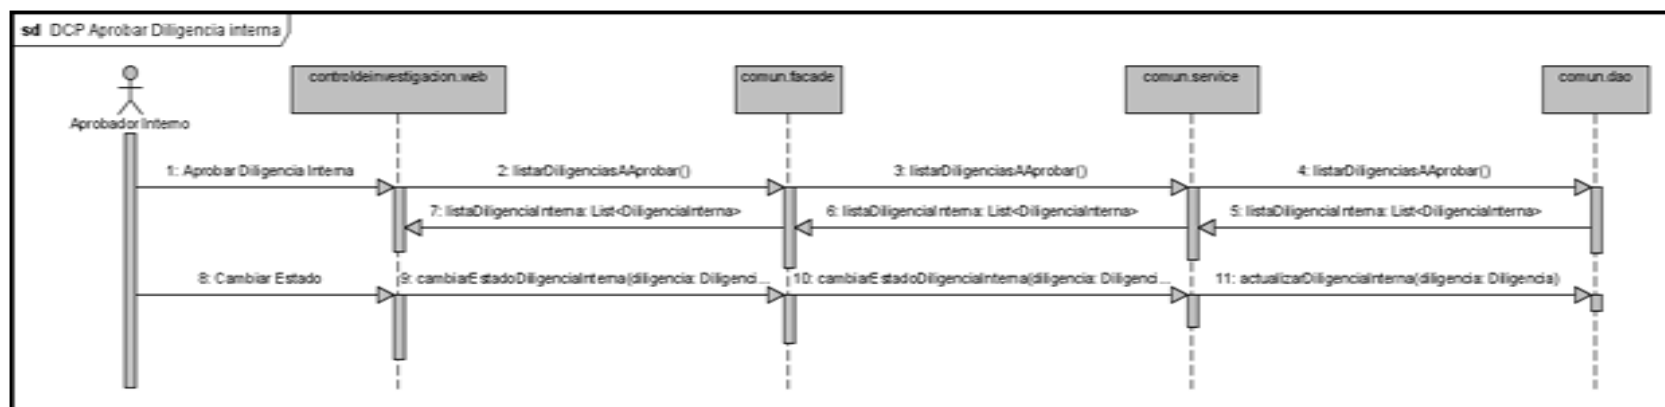 sd DCP Aprobar Diligencia interna
controldeinvestigacion.web
comun.facade
comun.service
comun.dao
Aprobador Interno
1: Aprobar Diligencia Interna
2: listarDiligenciasAAprobar()
3: listarDiligenciasAAprobar()
4: listarDiligenciasAAprobar()
7: listaDiligenciaInterna: List<DiligenciaInterna>
6: listaDiligenciaInterna: List<DiligenciaInterna>
5: listaDiligenciaInterna: List<DiligenciaInterna>
8: Cambiar Estado
9: cambiarEstadoDiligenciaInterna(diligencia: Diligenci...
10: cambiarEstadoDiligenciaInterna(diligencia: Diligenci...
11: actualizarDiligenciaInterna(diligencia: Diligencia)